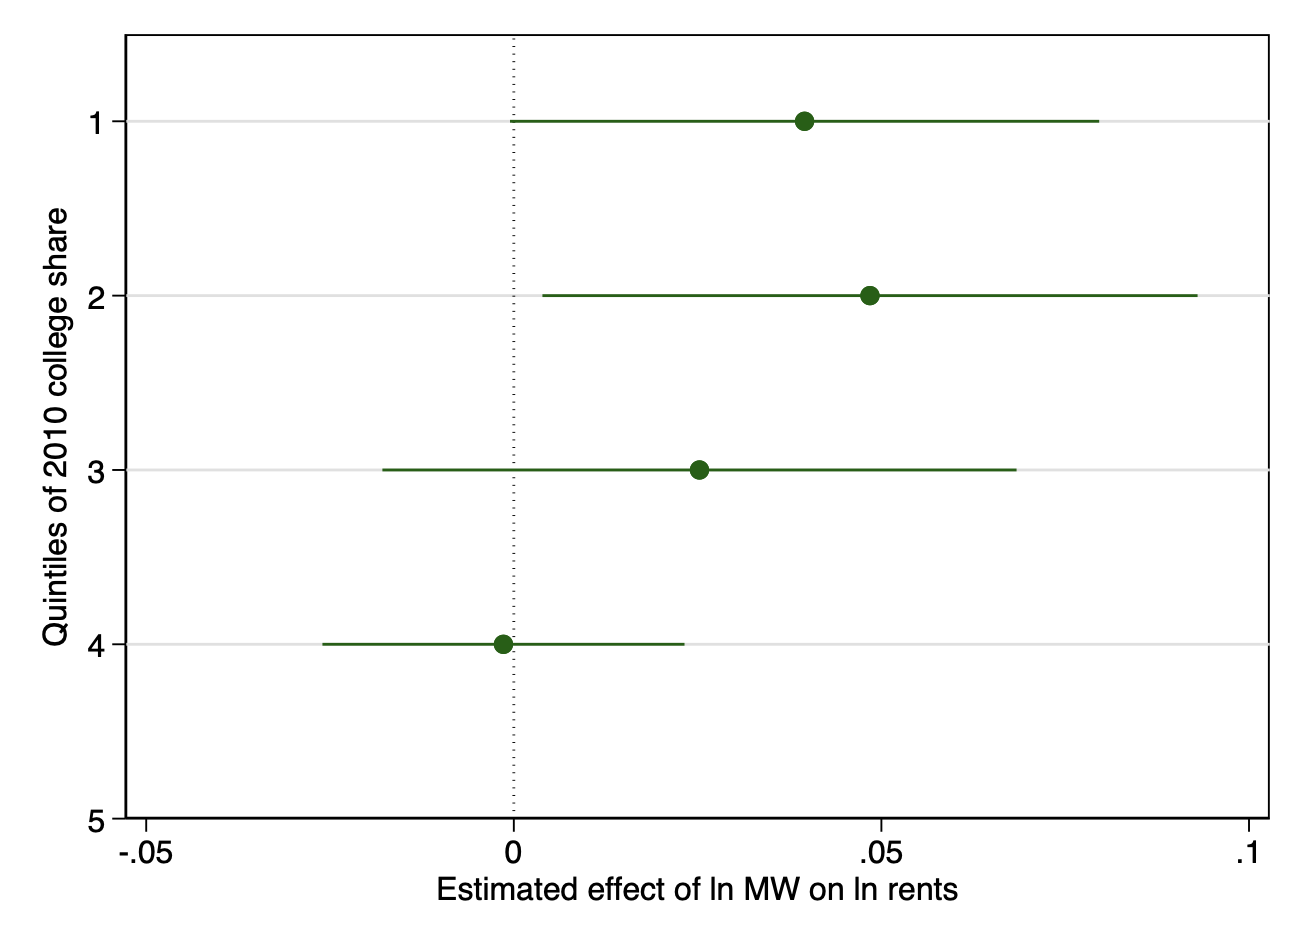 Quintiles of 2010 college share
1
2
3
4
5
-.05 0 .05 .1
Estimated effect of ln MW on ln rents